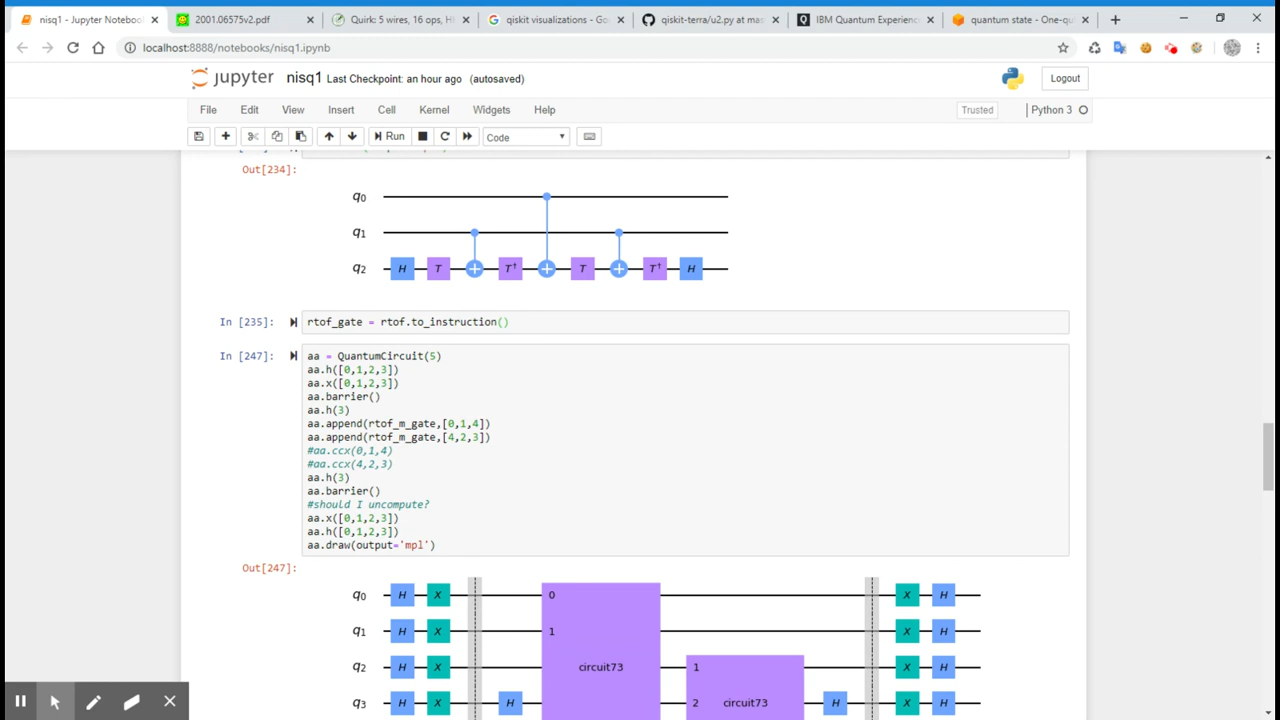 nisq1 - Jupyter Noteboo
2001.06575v2.pdf
Quirk: 5 wires, 16 ops, H
qiskit visualizations - Go
qiskit-terra/u2.py at mas
IBM Quantum Experienc
quantum state - One-qu
localhost:8888/notebooks/nisq1.ipynb
jupyter nisq1 Last Checkpoint: an hour ago (autosaved)
Logout
File Edit View Insert Cell Kernel Widgets Help
Trusted
Python 3
Run
Code
Out[234]:
q0
q1
q2 H T T† T T† H
In [235]: rtof_gate = rtof.to_instruction()
In [247]: aa = QuantumCircuit(5)
aa.h([0,1,2,3])
aa.x([0,1,2,3])
aa.barrier()
aa.h(3)
aa.append(rtof_m_gate,[0,1,4])
aa.append(rtof_m_gate,[4,2,3])
#aa.ccx(0,1,4)
#aa.ccx(4,2,3)
aa.h(3)
aa.barrier()
#should I uncompute?
aa.x([0,1,2,3])
aa.h([0,1,2,3])
aa.draw(output='mpl')
Out[247]:
q0 H X 0 X H
q1 H X 1 X H
q2 H X circuit73 1 X H
q3 H X H 2 circuit73 H X H